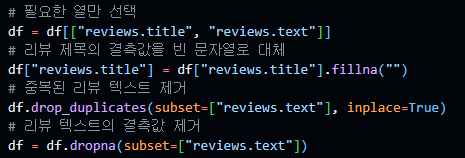 # 필요한 열만 선택
df = df[["reviews.title", "reviews.text"]]
# 리뷰 제목의 결측값을 빈 문자열로 대체
df["reviews.title"] = df["reviews.title"].fillna("")
# 중복된 리뷰 텍스트 제거
df.drop_duplicates(subset=["reviews.text"], inplace=True)
# 리뷰 텍스트의 결측값 제거
df = df.dropna(subset=["reviews.text"])